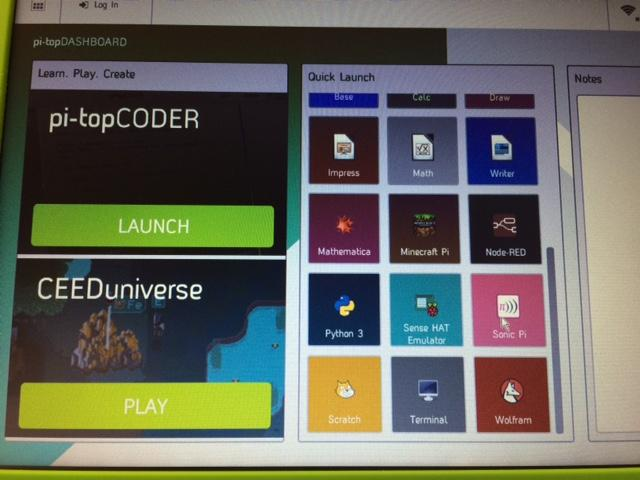 Log In
pi-topDASHBOARD
Learn. Play. Create
pi-topCODER
LAUNCH
CEEDuniverse
Fe
PLAY
Quick Launch
Base Calc Draw
Impress Math Writer
Mathematica Minecraft Pi Node-RED
Python 3 Sense HAT Emulator Sonic Pi
Scratch Terminal Wolfram
Notes